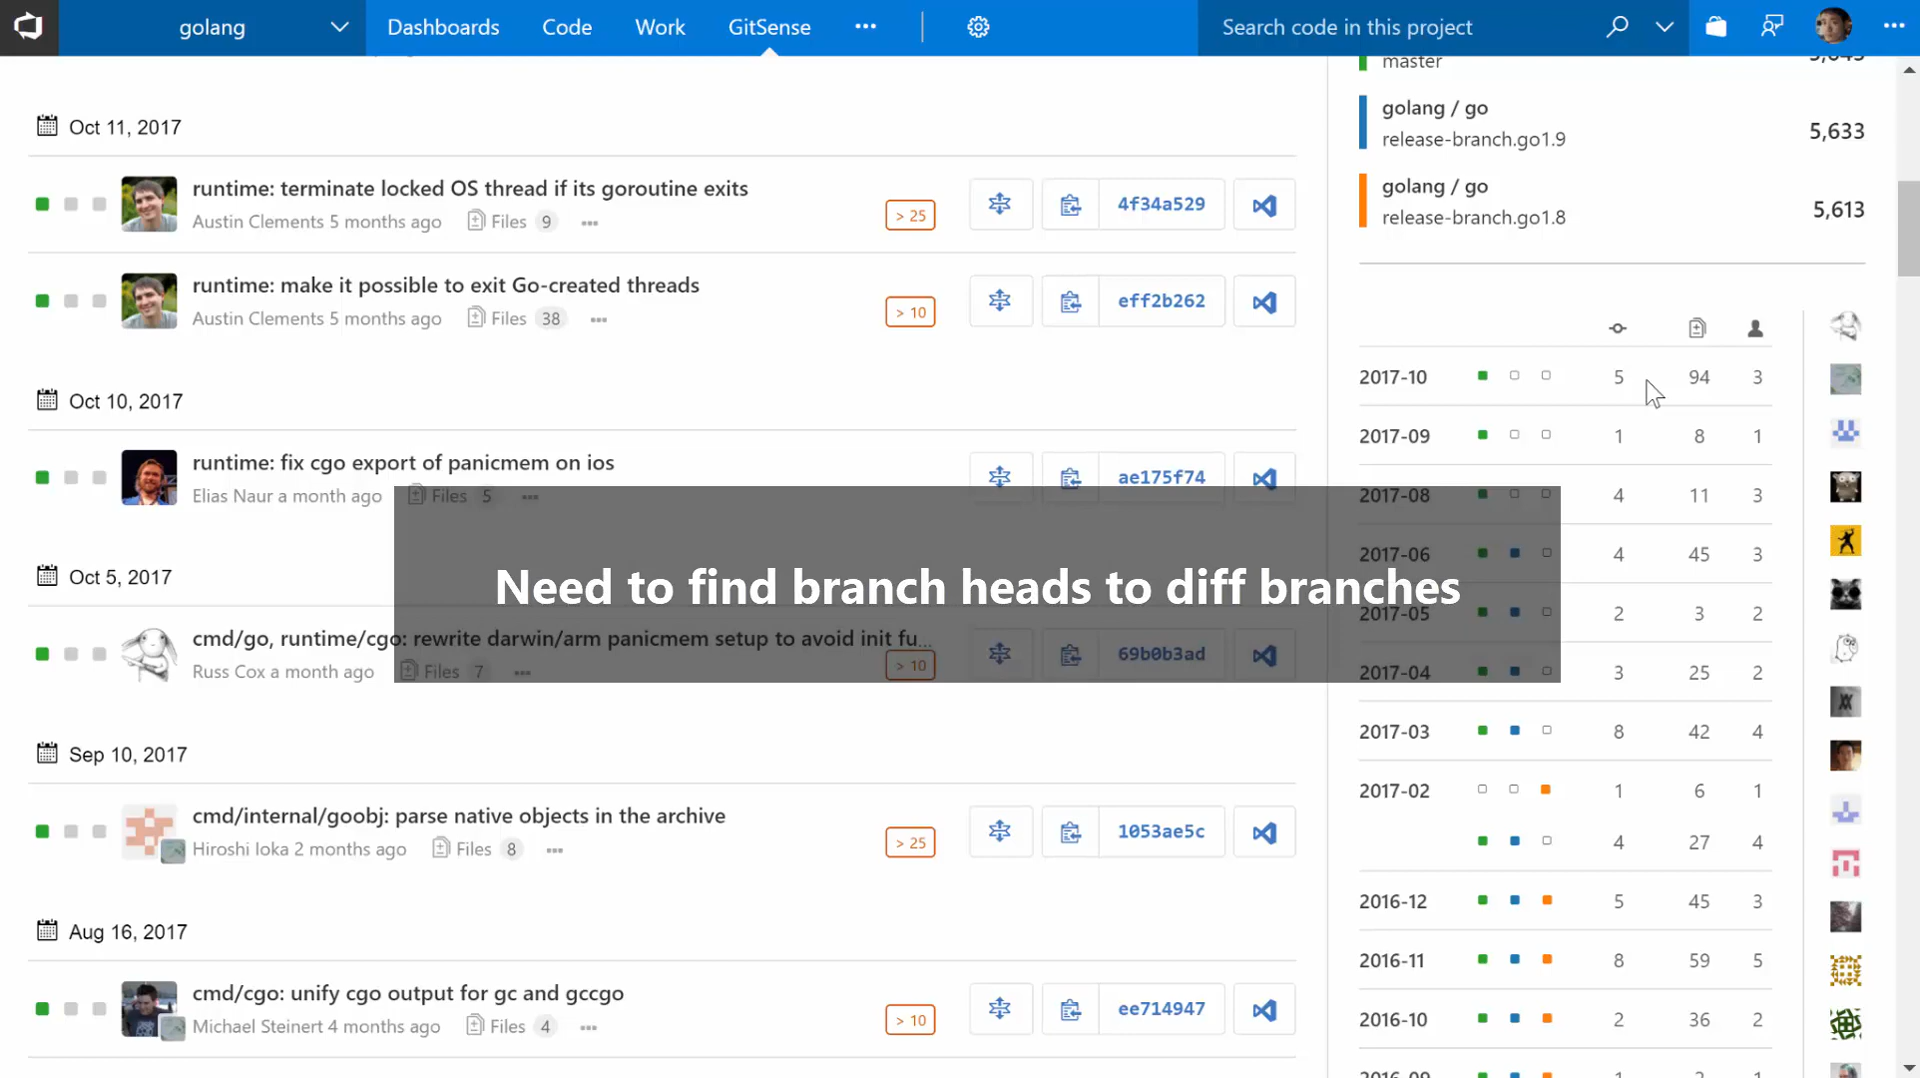 golang
Dashboards
Code
Work
GitSense
Search code in this project
master
golang / go
release-branch.go1.9
5,633
golang / go
release-branch.go1.8
5,613
Oct 11, 2017
runtime: terminate locked OS thread if its goroutine exits
Austin Clements 5 months ago Files 9
> 25
4f34a529
runtime: make it possible to exit Go-created threads
Austin Clements 5 months ago Files 38
> 10
eff2b262
Oct 10, 2017
runtime: fix cgo export of panicmem on ios
Elias Naur a month ago Files 5
ae175f74
Need to find branch heads to diff branches
Oct 5, 2017
cmd/go, runtime/cgo: rewrite darwin/arm panicmem setup to avoid init fu...
Russ Cox a month ago Files 7
> 10
69b0b3ad
Sep 10, 2017
cmd/internal/goobj: parse native objects in the archive
Hiroshi Ioka 2 months ago Files 8
> 25
1053ae5c
Aug 16, 2017
cmd/cgo: unify cgo output for gc and gccgo
Michael Steinert 4 months ago Files 4
> 10
ee714947
2017-10 5 94 3
2017-09 1 8 1
2017-08 4 11 3
2017-06 4 45 3
2017-05 2 3 2
2017-04 3 25 2
2017-03 8 42 4
2017-02 1 6 1
4 27 4
2016-12 5 45 3
2016-11 8 59 5
2016-10 2 36 2